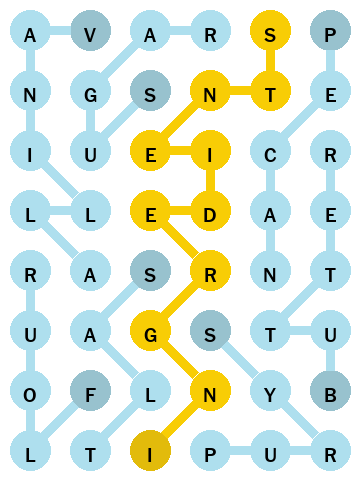 A V A R S P
N G S N T E
I U E I C R
L L E D A E
R A S R N T
U A G S T U
O F L N Y B
L T I P U R